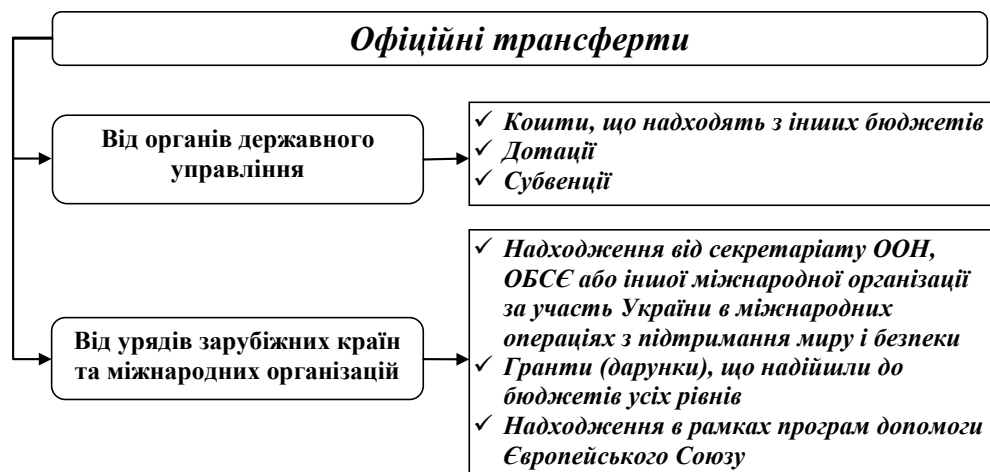 Офіційні трансферти
Від органів державного
управління
✓ Кошти, що надходять з інших бюджетів
✓ Дотації
✓ Субвенції
Від урядів зарубіжних країн
та міжнародних організацій
✓ Надходження від секретаріату ООН,
ОБСЄ або іншої міжнародної організації
за участь України в міжнародних
операціях з підтримання миру і безпеки
✓ Гранти (дарунки), що надійшли до
бюджетів усіх рівнів
✓ Надходження в рамках програм допомоги
Європейського Союзу